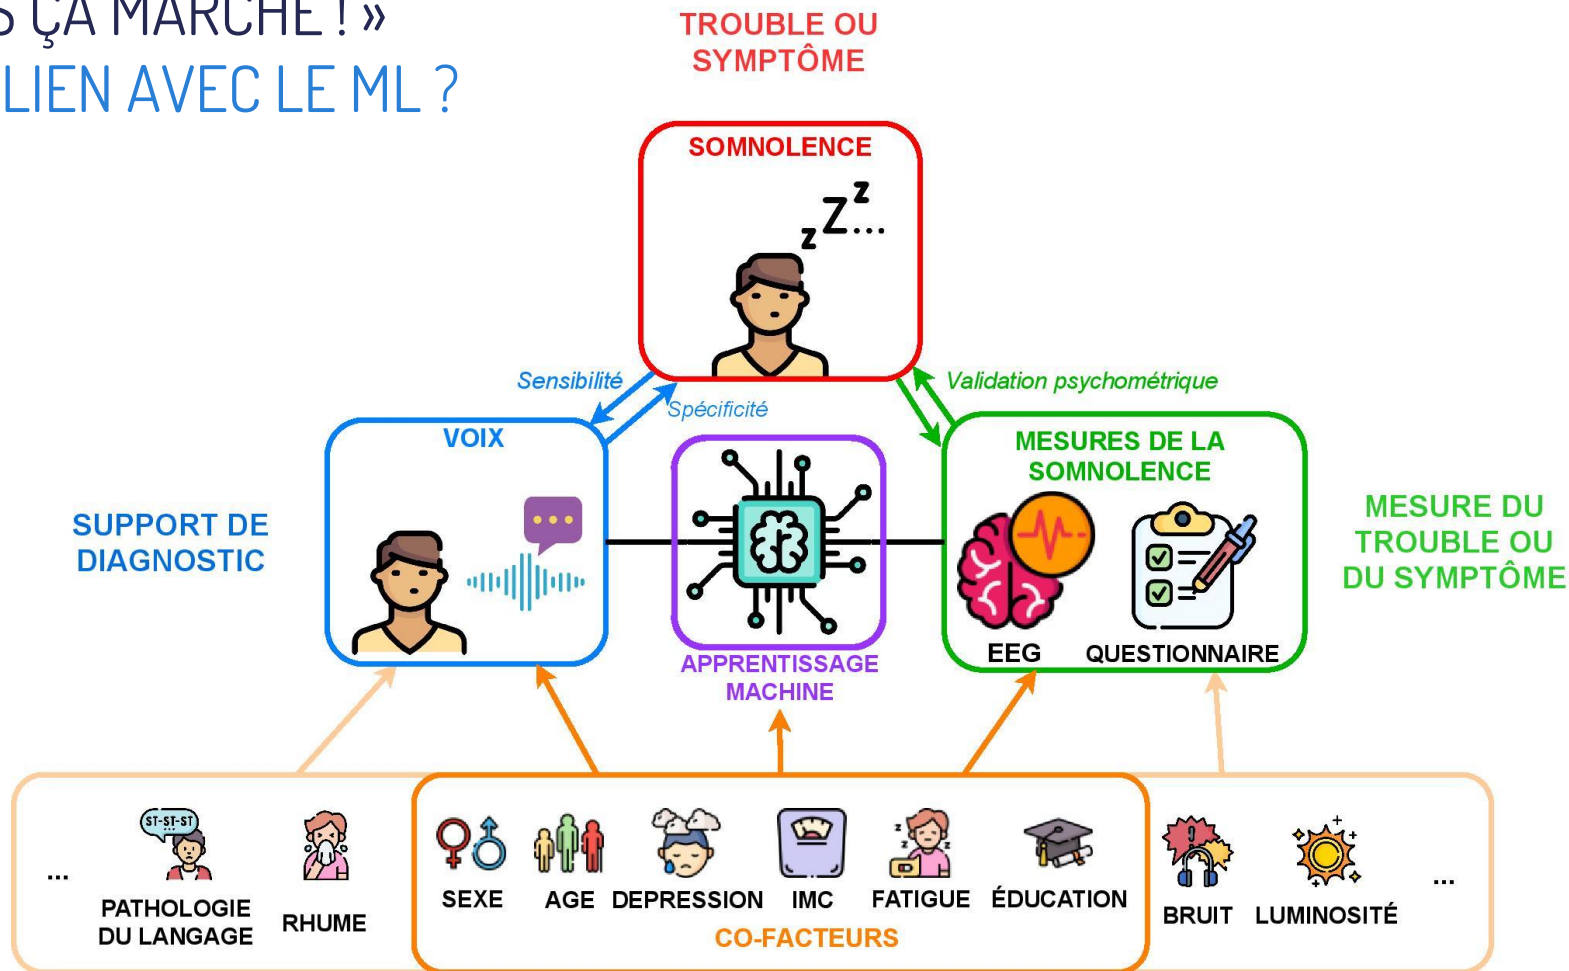 S ÇA MARCHE ! »
LIEN AVEC LE ML ?
TROUBLE OU
SYMPTÔME
SOMNOLENCE
zZz...
Sensibilité
Spécificité
Validation psychométrique
VOIX
MESURES DE LA
SOMNOLENCE
SUPPORT DE
DIAGNOSTIC
MESURE DU
TROUBLE OU
DU SYMPTÔME
EEG
QUESTIONNAIRE
APPRENTISSAGE
MACHINE
ST-ST-ST
...
PATHOLOGIE
DU LANGAGE
RHUME
SEXE
AGE
DEPRESSION
IMC
FATIGUE
ÉDUCATION
BRUIT
LUMINOSITÉ
...
CO-FACTEURS